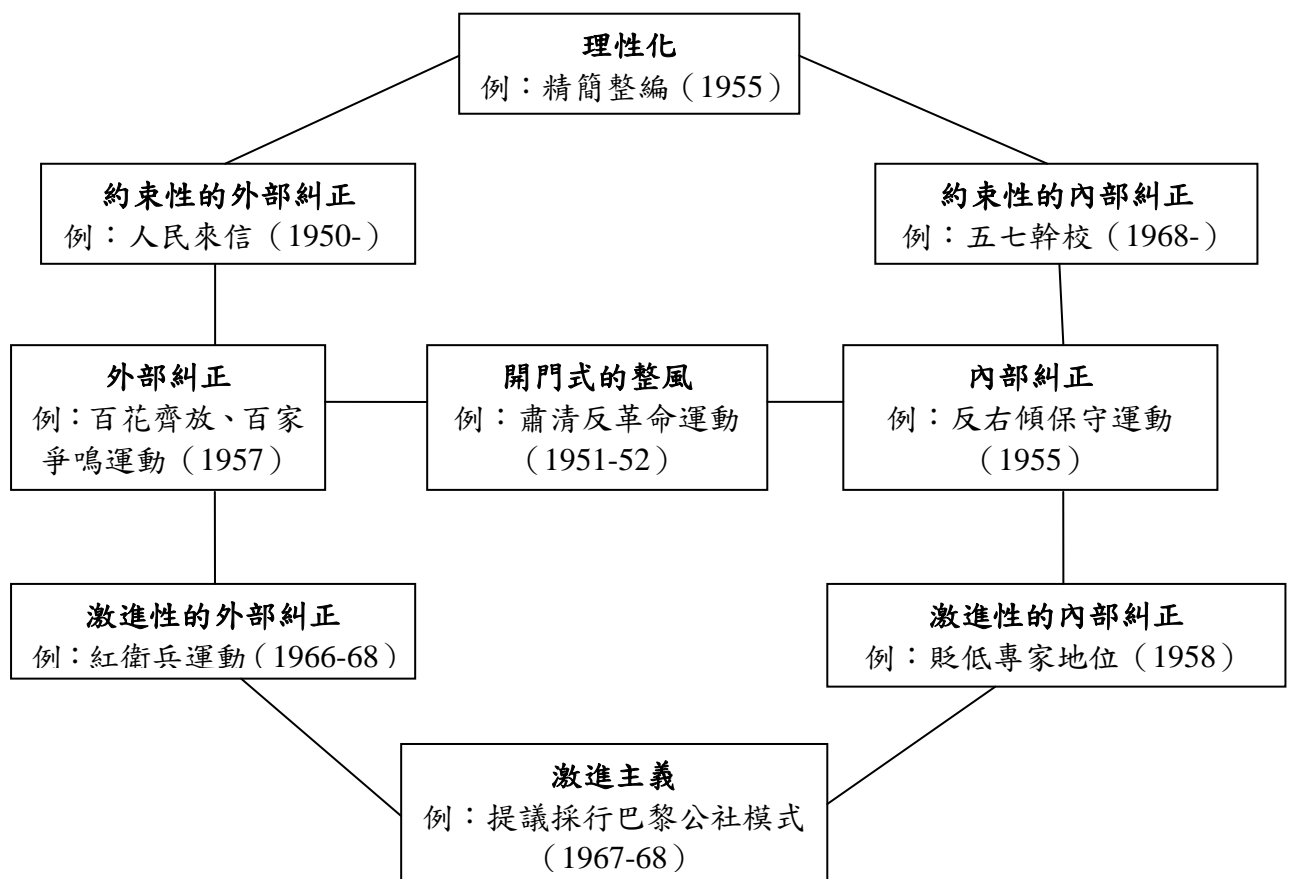 理性化
例：精簡整編（1955）
約束性的外部糾正
例：人民來信（1950-）
約束性的內部糾正
例：五七幹校（1968-）
外部糾正
例：百花齊放、百家
爭鳴運動（1957）
開門式的整風
例：肅清反革命運動
（1951-52）
內部糾正
例：反右傾保守運動
（1955）
激進性的外部糾正
例：紅衛兵運動（1966-68）
激進性的內部糾正
例：貶低專家地位（1958）
激進主義
例：提議採行巴黎公社模式
（1967-68）